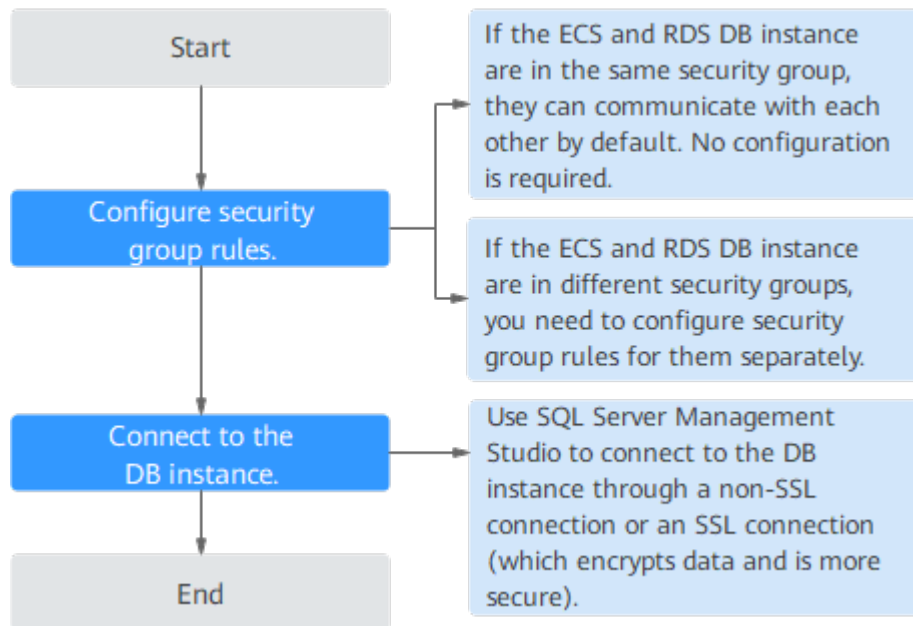 Start
If the ECS and RDS DB instance
are in the same security group,
they can communicate with each
other by default. No configuration
is required.
Configure security
group rules.
If the ECS and RDS DB instance
are in different security groups,
you need to configure security
group rules for them separately.
Connect to the
DB instance.
Use SQL Server Management
Studio to connect to the DB
instance through a non-SSL
connection or an SSL connection
(which encrypts data and is more
secure).
End